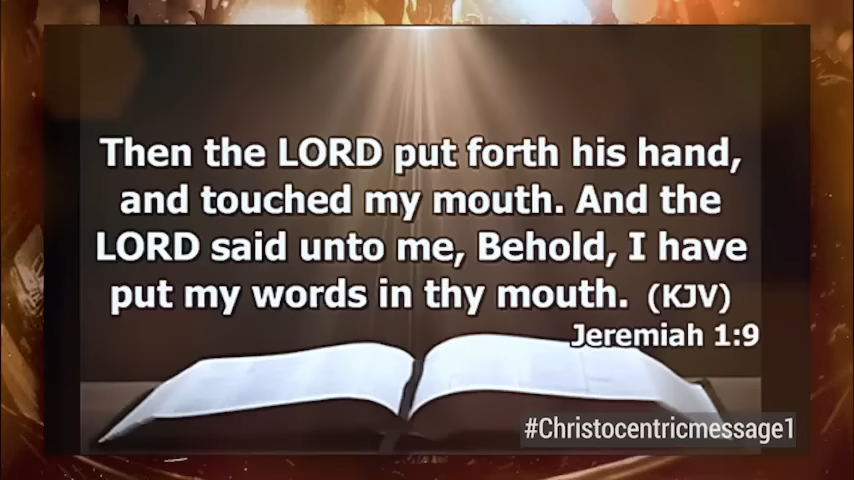 Then the LORD put forth his hand,
and touched my mouth. And the
LORD said unto me, Behold, I have
put my words in thy mouth. (KJV)
Jeremiah 1:9
#Christocentricmessage1